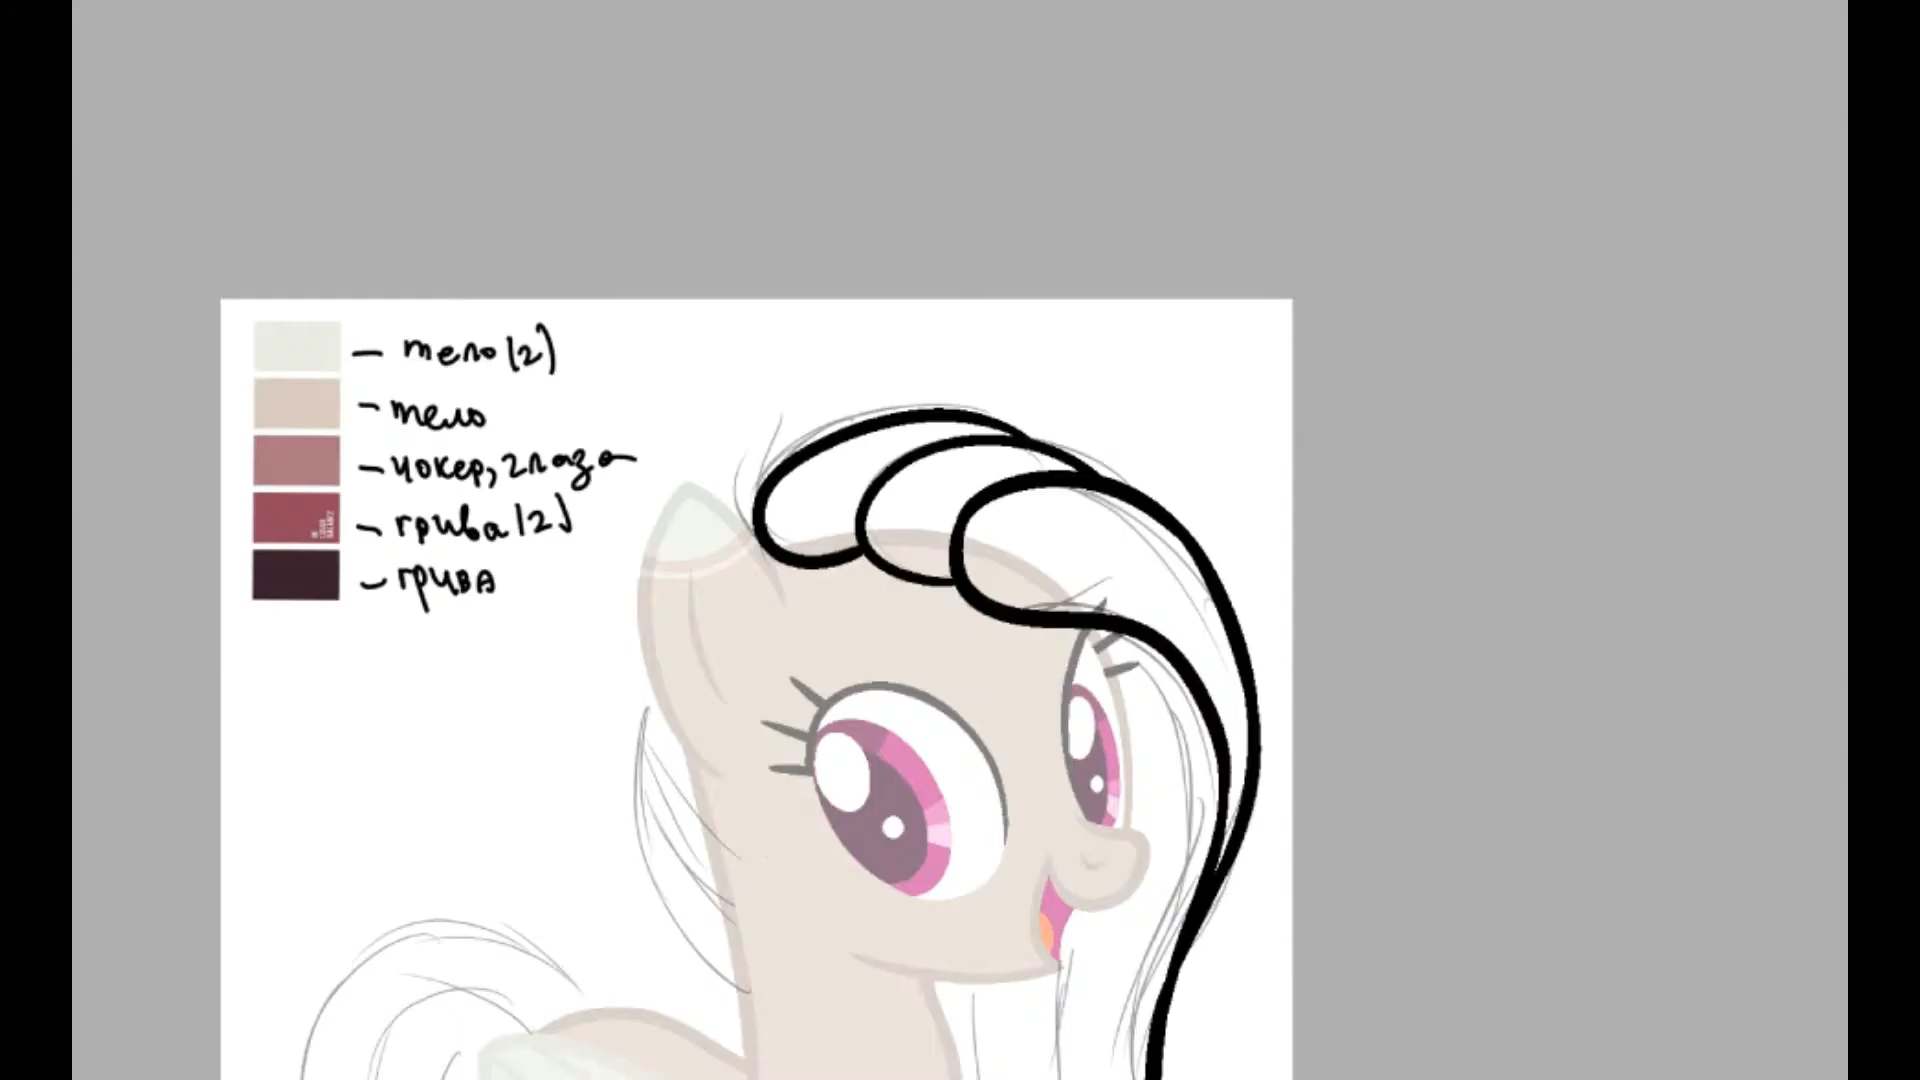 – тело (2)
– тело
– чокер, глаза
– грива (2)
– грива